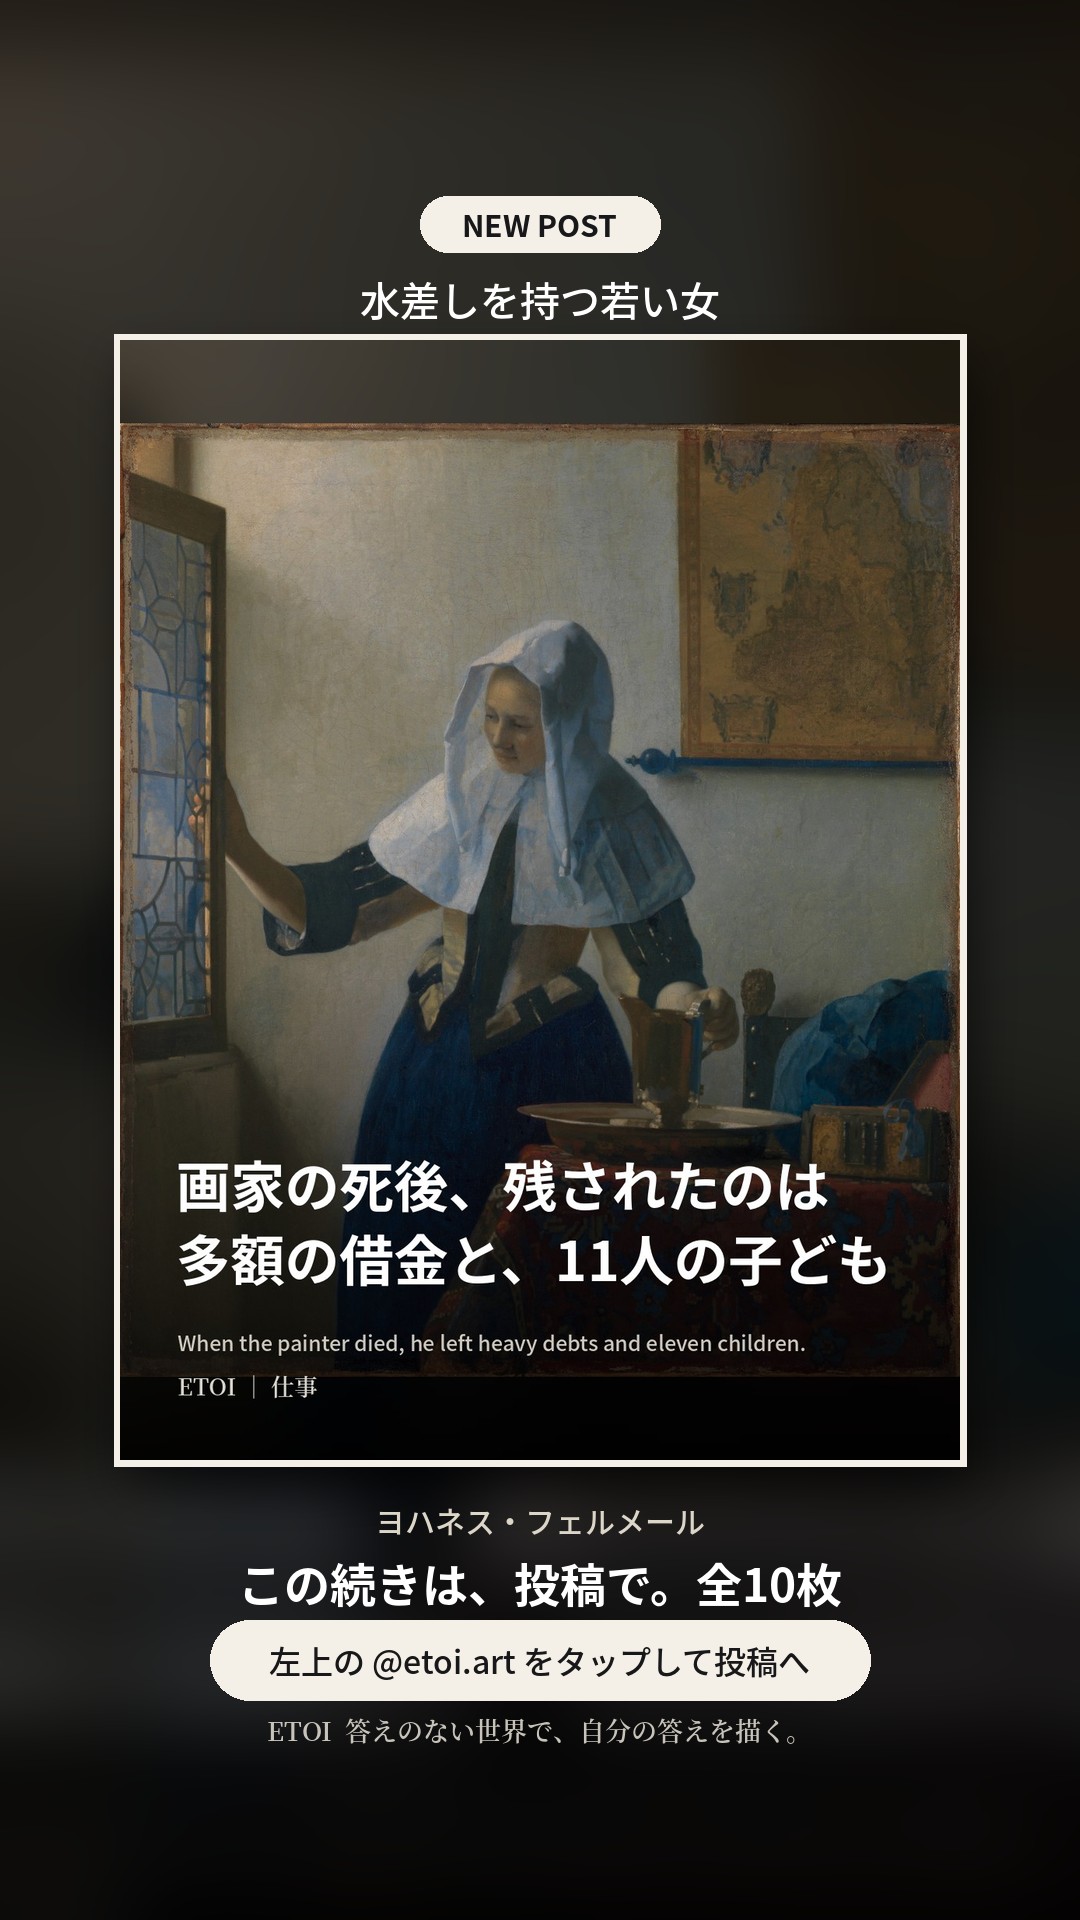 NEW POST
水差しを持つ若い女
画家の死後、残されたのは
多額の借金と、11人の子ども
When the painter died, he left heavy debts and eleven children.
ETOI｜仕事
ヨハネス・フェルメール
この続きは、投稿で。全10枚
左上の @etoi.art をタップして投稿へ
ETOI 答えのない世界で、自分の答えを描く。